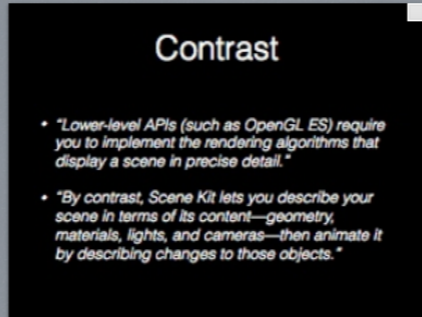 Contrast
• "Lower-level APIs (such as OpenGL ES) require
you to implement the rendering algorithms that
display a scene in precise detail."
• "By contrast, Scene Kit lets you describe your
scene in terms of its content—geometry,
materials, lights, and cameras—then animate it
by describing changes to those objects."